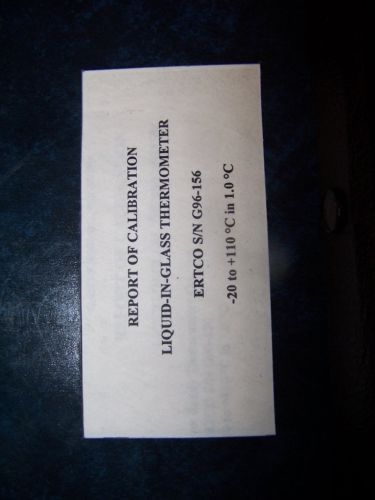 REPORT OF CALIBRATION
LIQUID-IN-GLASS THERMOMETER
ERTCO S/N G96-156
-20 to +110 °C in 1.0 °C